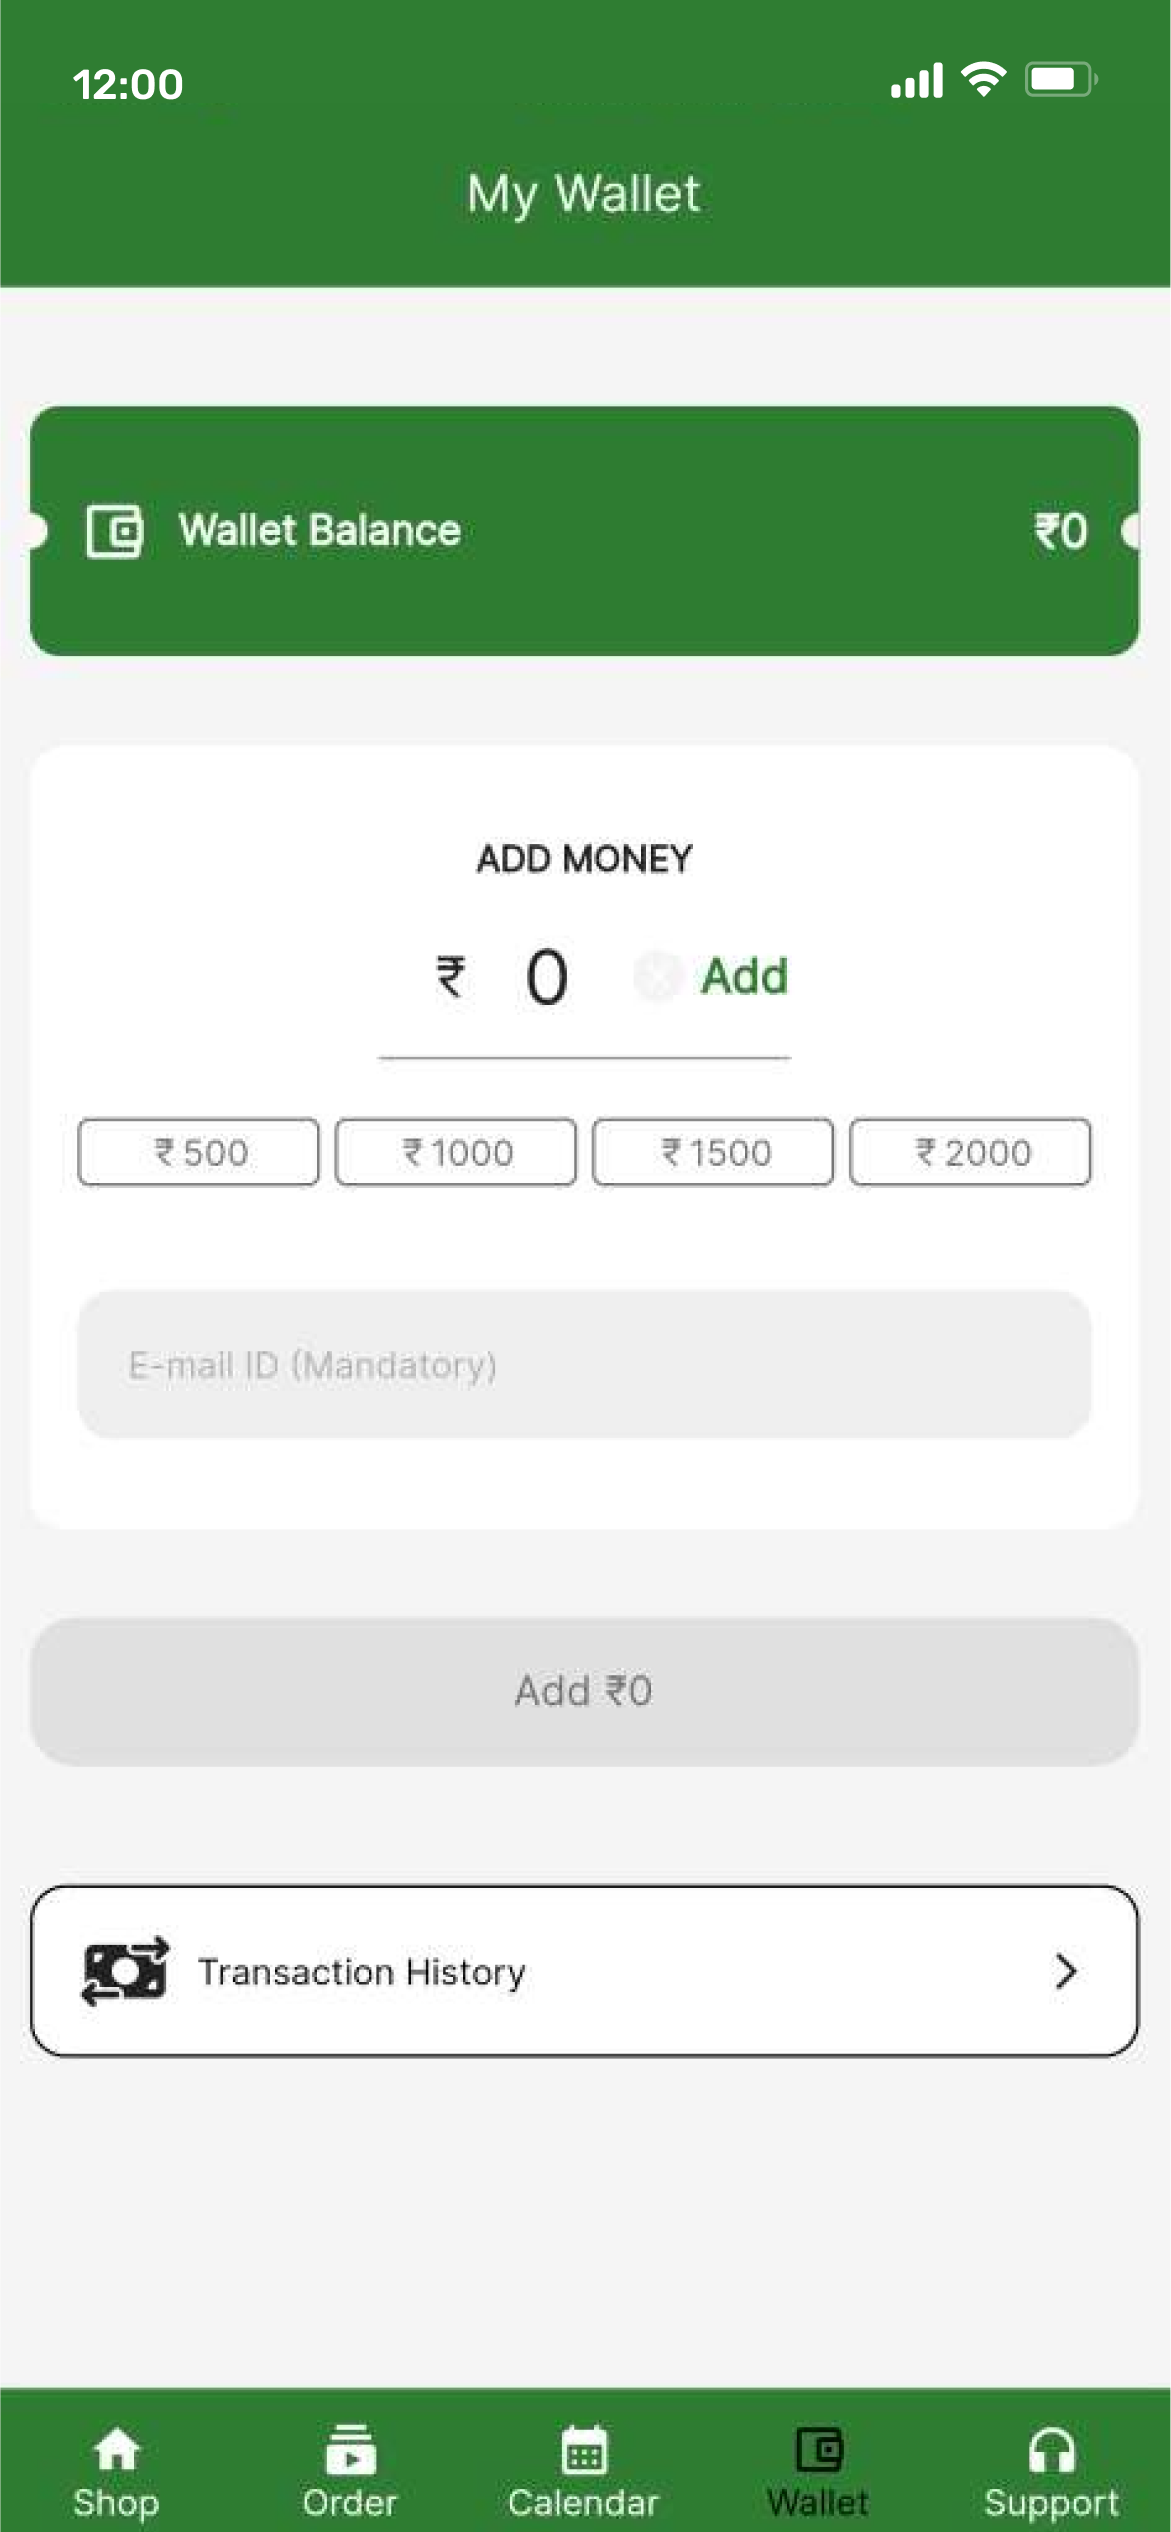 12:00
My Wallet
Wallet Balance ₹0
ADD MONEY
₹ 0 Add
₹ 500 ₹ 1000 ₹ 1500 ₹ 2000
E-mail ID (Mandatory)
Add ₹0
Transaction History
Shop Order Calendar Wallet Support